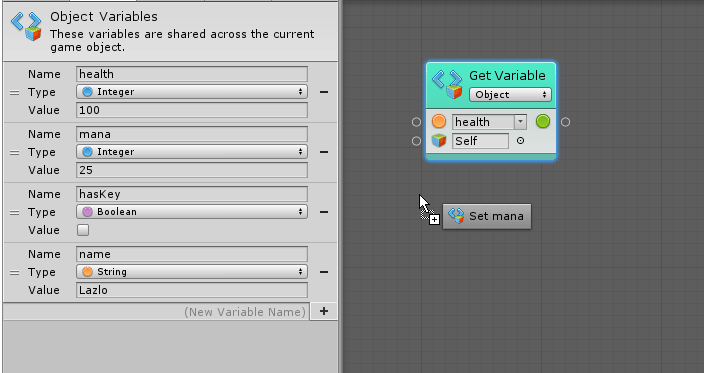 Object Variables
These variables are shared across the current
game object.
Name health
Type Integer
Value 100
Name mana
Type Integer
Value 25
Name hasKey
Type Boolean
Value
Name name
Type String
Value Lazlo
(New Variable Name)
Get Variable
Object
health
Self
Set mana